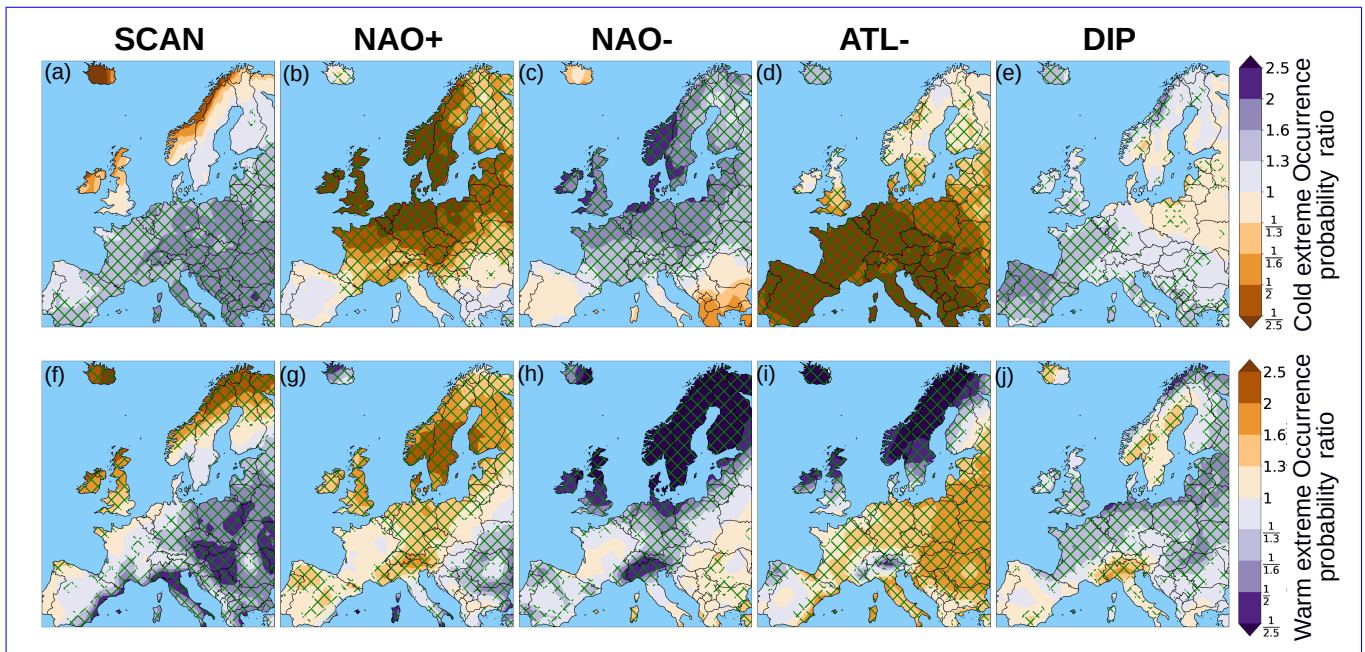 SCAN NAO+ NAO- ATL- DIP
(a) (b) (c) (d) (e)
2.5
2
1.6
1.3
1
1/1.3
1/1.6
1/2
1/2.5
Cold extreme Occurrence
probability ratio
(f) (g) (h) (i) (j)
2.5
2
1.6
1.3
1
1/1.3
1/1.6
1/2
1/2.5
Warm extreme Occurrence
probability ratio